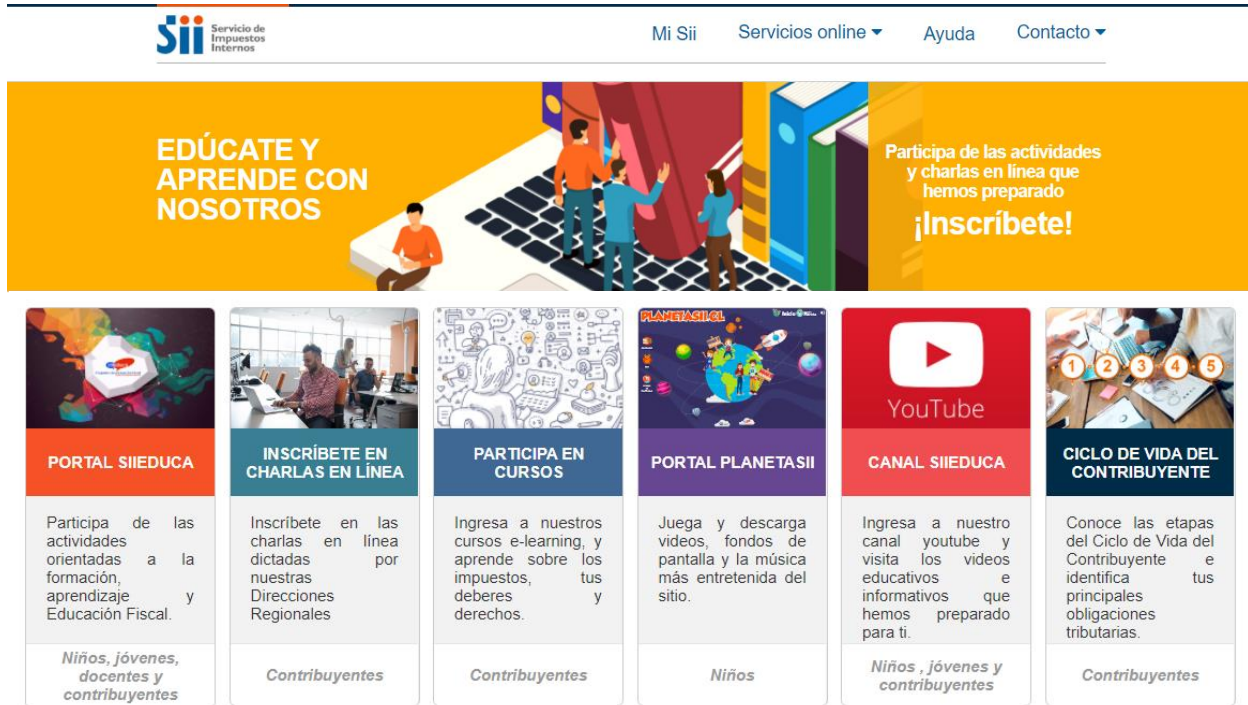 Sii Servicio de
Impuestos
Internos
Mi Sii
Servicios online
Ayuda
Contacto
EDÚCATE Y
APRENDE CON
NOSOTROS
Participa de las actividades
y charlas en línea que
hemos preparado
¡Inscríbete!
PLANETASII.CL
YouTube
1 2 3 4 5
PORTAL SIIEDUCA
Participa de las
actividades
orientadas a la
formación,
aprendizaje y
Educación Fiscal.
Niños, jóvenes,
docentes y
contribuyentes
INSCRÍBETE EN
CHARLAS EN LÍNEA
Inscríbete en las
charlas en línea
dictadas por
nuestras
Direcciones
Regionales
Contribuyentes
PARTICIPA EN
CURSOS
Ingresa a nuestros
cursos e-learning, y
aprende sobre los
impuestos, tus
deberes y
derechos.
Contribuyentes
PORTAL PLANETASII
Juega y descarga
videos, fondos de
pantalla y la música
más entretenida del
sitio.
Niños
CANAL SIIEDUCA
Ingresa a nuestro
canal youtube y
visita los videos
educativos e
informativos que
hemos preparado
para ti.
Niños , jóvenes y
contribuyentes
CICLO DE VIDA DEL
CONTRIBUYENTE
Conoce las etapas
del Ciclo de Vida del
Contribuyente e
identifica tus
principales
obligaciones
tributarias.
Contribuyentes